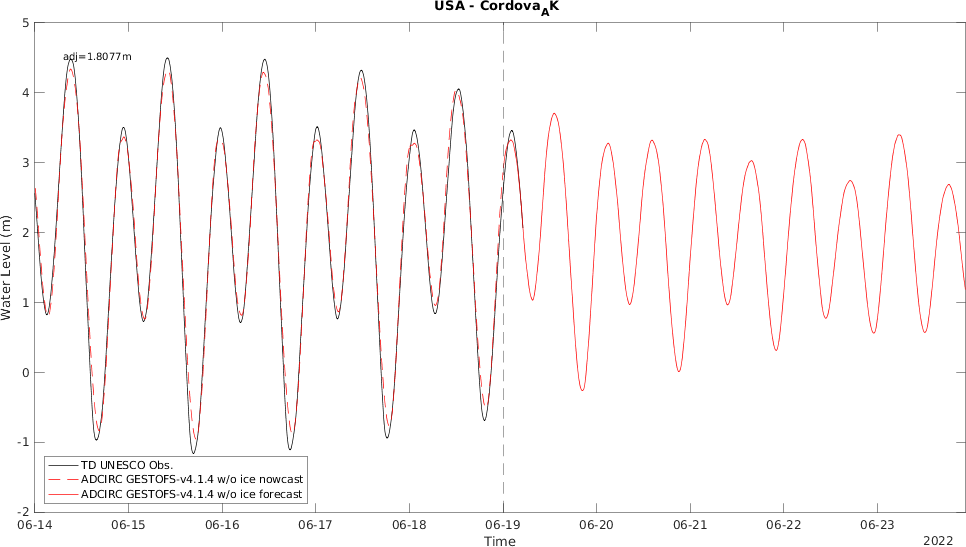 USA - Cordova_AK
adj=1.8077m
5
4
3
2
1
0
-1
-2
Water Level (m)
TD UNESCO Obs.
ADCIRC GESTOFS-v4.1.4 w/o ice nowcast
ADCIRC GESTOFS-v4.1.4 w/o ice forecast
06-14 06-15 06-16 06-17 06-18 06-19 06-20 06-21 06-22 06-23
Time
2022